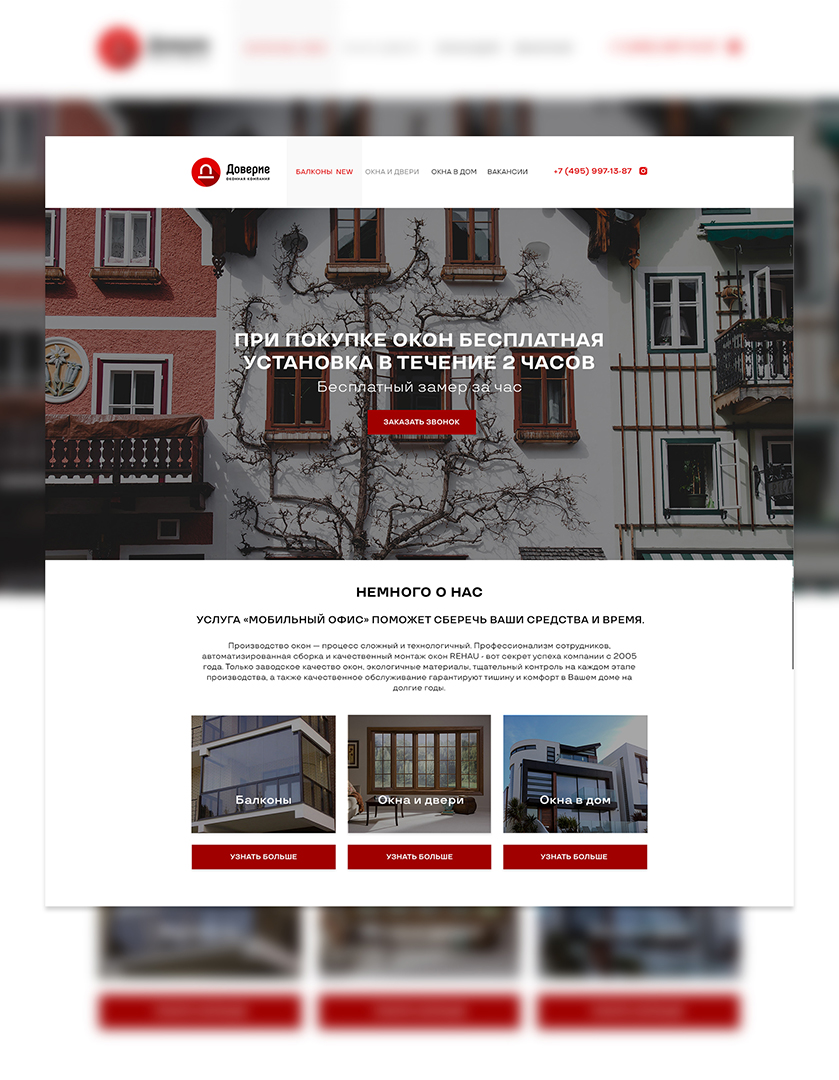 Доверие
ОКОННАЯ КОМПАНИЯ
БАЛКОНЫ NEW
ОКНА И ДВЕРИ
ОКНА В ДОМ
ВАКАНСИИ
+7 (495) 997-13-87
ПРИ ПОКУПКЕ ОКОН БЕСПЛАТНАЯ
УСТАНОВКА В ТЕЧЕНИЕ 2 ЧАСОВ
Бесплатный замер за час
ЗАКАЗАТЬ ЗВОНОК
НЕМНОГО О НАС
УСЛУГА «МОБИЛЬНЫЙ ОФИС» ПОМОЖЕТ СБЕРЕЧЬ ВАШИ СРЕДСТВА И ВРЕМЯ.
Производство окон — процесс сложный и технологичный. Профессионализм сотрудников,
автоматизированная сборка и качественный монтаж окон REHAU - вот секрет успеха компании с 2005
года. Только заводское качество окон, экологичные материалы, тщательный контроль на каждом этапе
производства, а также качественное обслуживание гарантируют тишину и комфорт в Вашем доме на
долгие годы.
Балконы
Окна и двери
Окна в дом
УЗНАТЬ БОЛЬШЕ
УЗНАТЬ БОЛЬШЕ
УЗНАТЬ БОЛЬШЕ